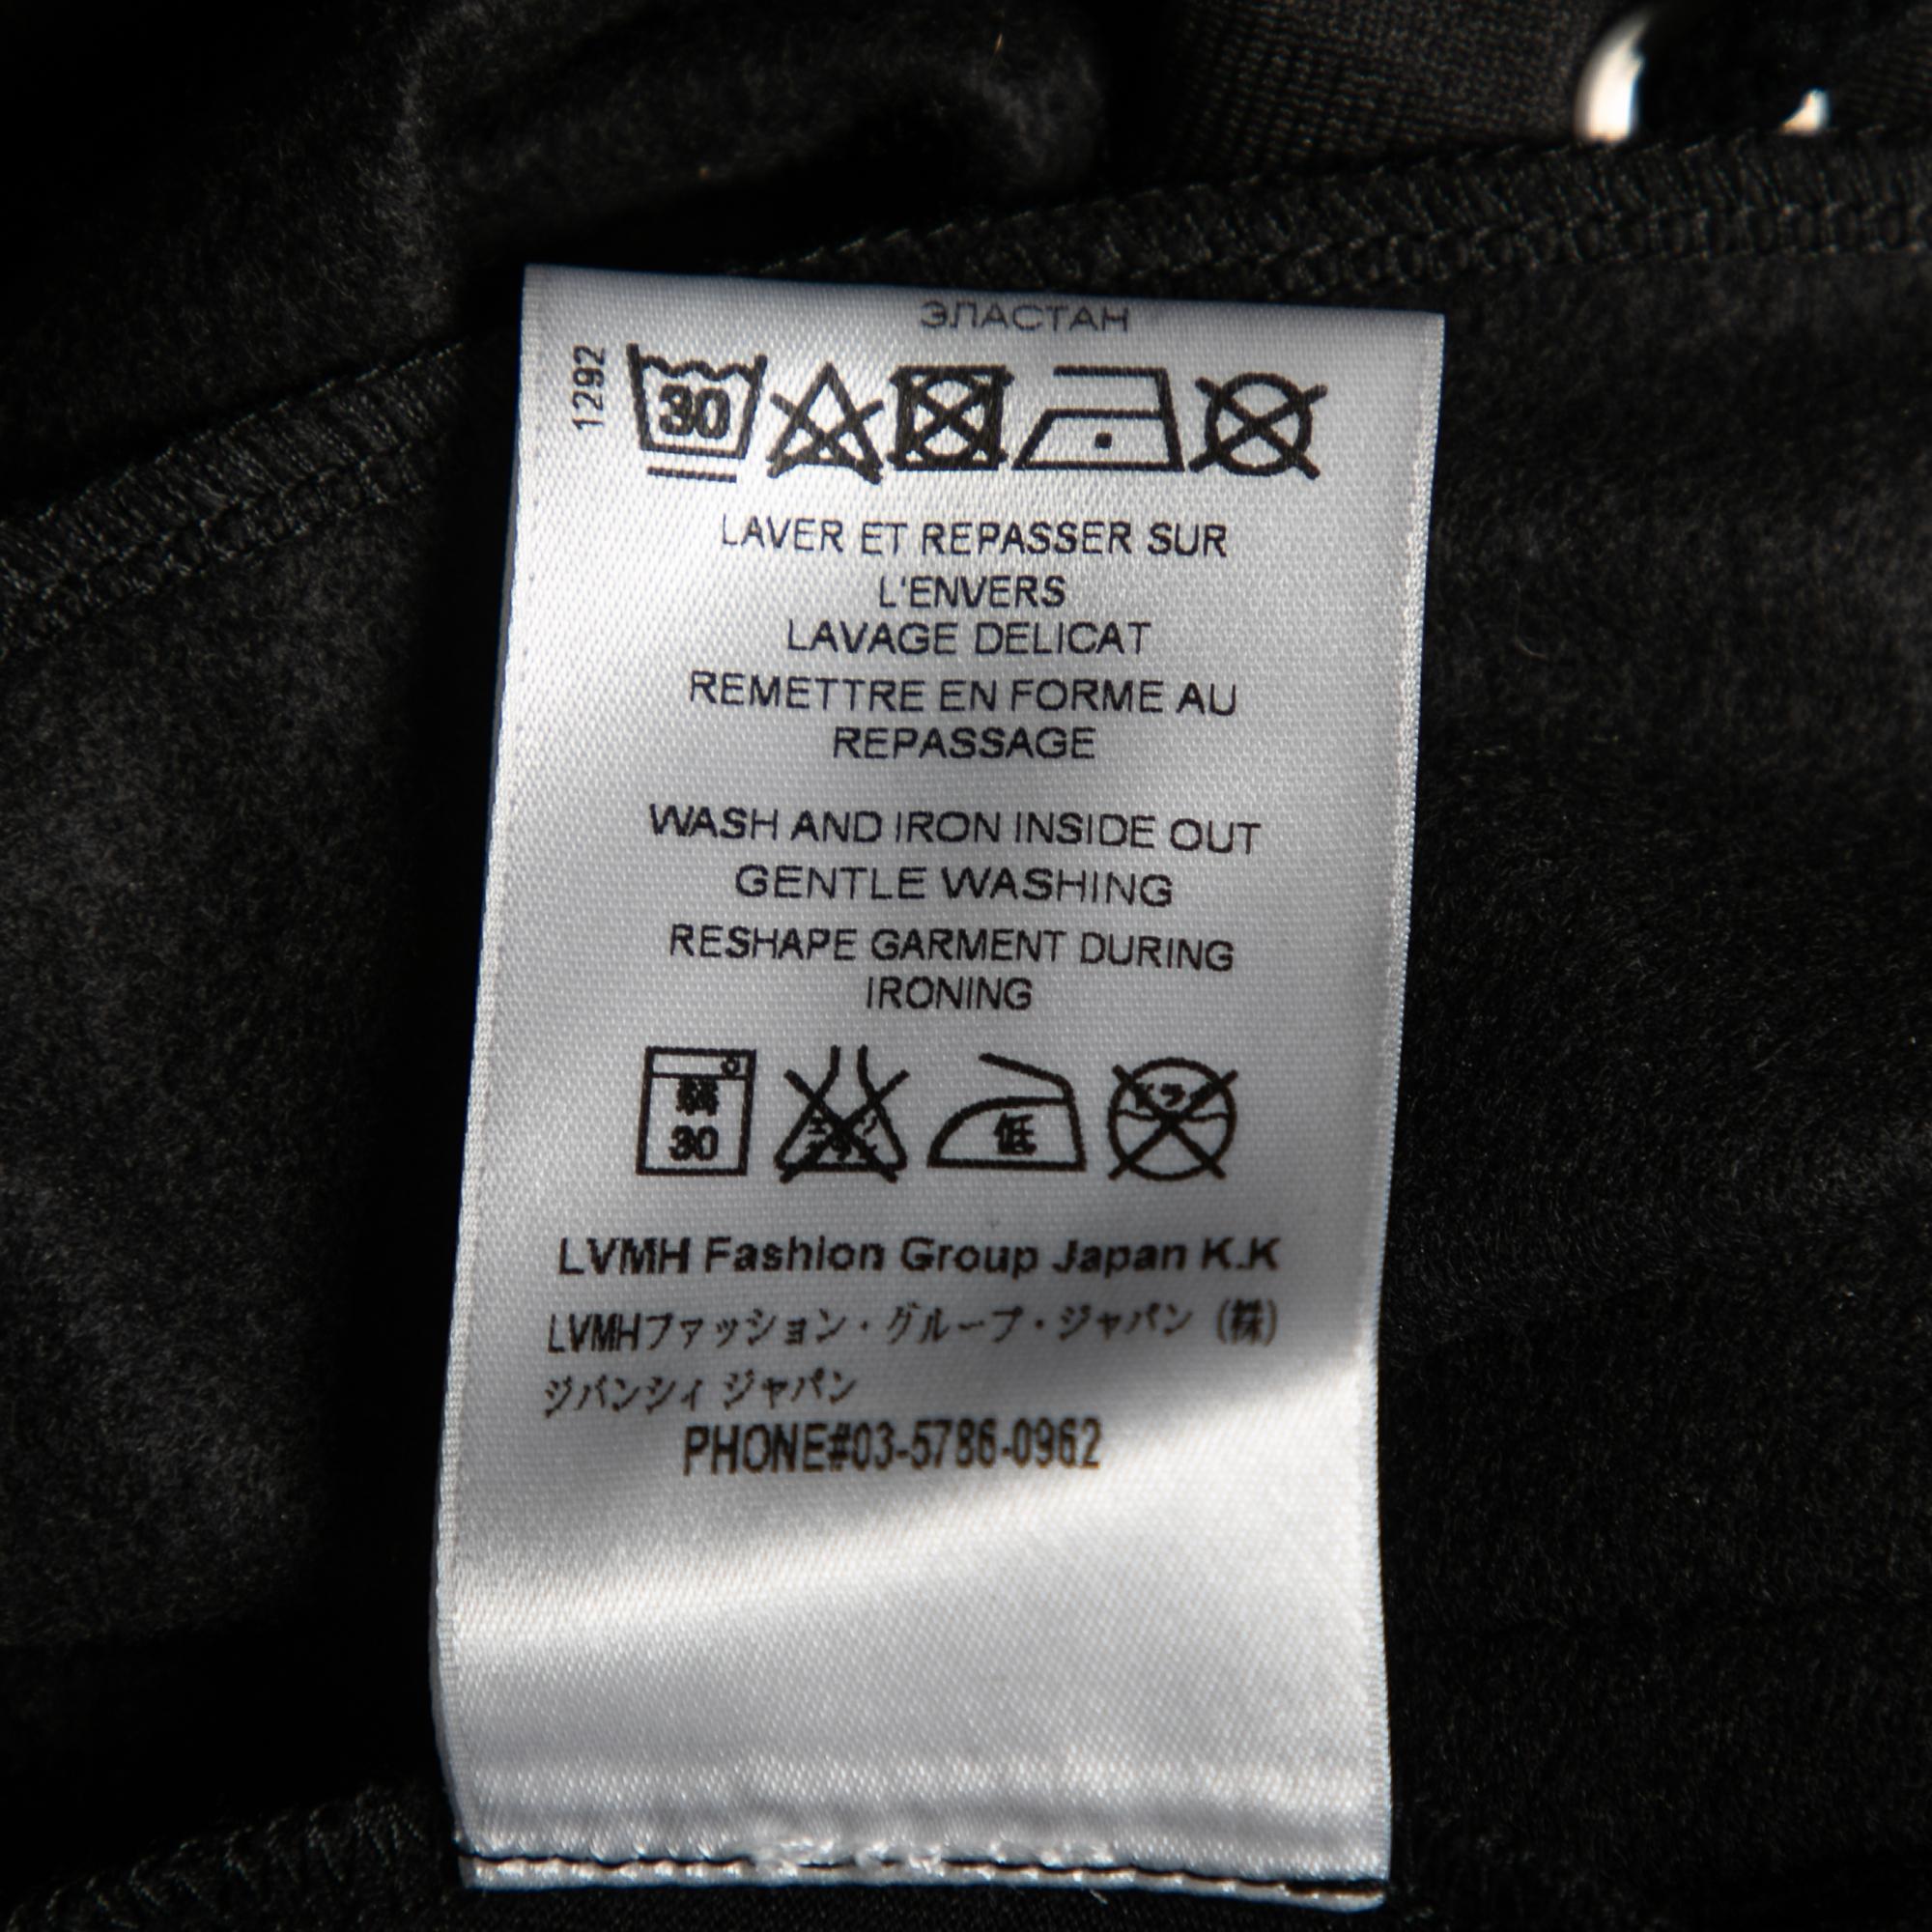 ЭЛАСТАН
1292
30
LAVER ET REPASSER SUR
L'ENVERS
LAVAGE DELICAT
REMETTRE EN FORME AU
REPASSAGE
WASH AND IRON INSIDE OUT
GENTLE WASHING
RESHAPE GARMENT DURING
IRONING
弱
30
低
LVMH Fashion Group Japan K.K
LVMHファッション・グループ・ジャパン (株)
ジバンシィ ジャパン
PHONE#03-5786-0962